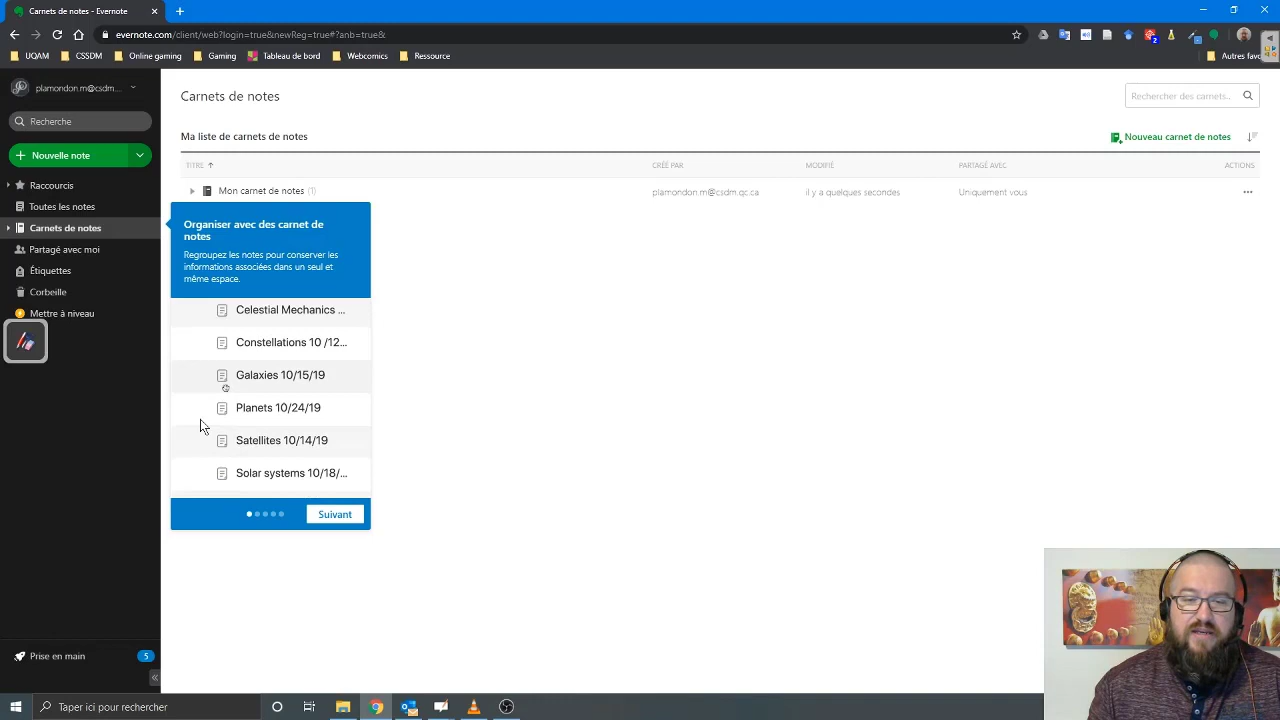 Carnets de notes - Evernote
evernote.com/client/web?login=true&newReg=true#?anb=true&
UQAM
CSSDM
Online gaming
Gaming
Tableau de bord
Webcomics
Ressource
Autres favo
plamondon.m@csdm...
Recherche
Nouvelle note
Raccourcis
Toutes les notes
Carnets de notes
Partagé avec moi
Étiquettes
Corbeille
Mettre à niveau
Prise en main
5
Carnets de notes
Rechercher des carnets..
Ma liste de carnets de notes
Nouveau carnet de notes
TITRE
CRÉÉ PAR
MODIFIÉ
PARTAGÉ AVEC
ACTIONS
Mon carnet de notes (1)
plamondon.m@csdm.qc.ca
il y a quelques secondes
Uniquement vous
Organiser avec des carnet de
notes
Regroupez les notes pour conserver les
informations associées dans un seul et
même espace.
Celestial Mechanics ...
Constellations 10 /12...
Galaxies 10/15/19
Planets 10/24/19
Satellites 10/14/19
Solar systems 10/18/...
Suivant
Taper ici pour rechercher